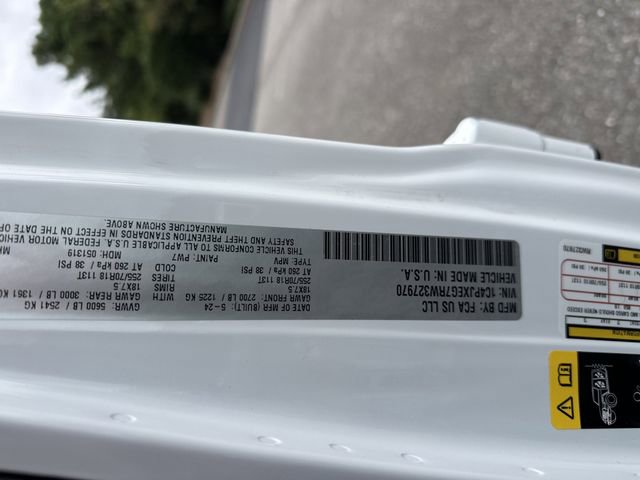 MFD BY: FCA US LLC
DATE OF MFR (BUILT): 5-24
GVWR: 5600 LB / 2541 KG
VIN: 1C4PJXEG7RW327970
GAWR FRONT: 2700 LB / 1225 KG
GAWR REAR: 3000 LB / 1361 KG
VEHICLE MADE IN: U.S.A.
18X7.5
18X7.5
255/70R18 113T
TIRES
255/70R18 113T
AT 260 kPa / 38 PSI
COLD
AT 260 kPa / 38 PSI
TYPE MPV
PAINT: PW7
MDH: 051319
THIS VEHICLE CONFORMS TO ALL APPLICABLE U.S.A. FEDERAL MOTOR VEHIC
SAFETY AND THEFT PREVENTION STANDARDS IN EFFECT ON THE DATE OF
MANUFACTURE SHOWN ABOVE.
RW327970